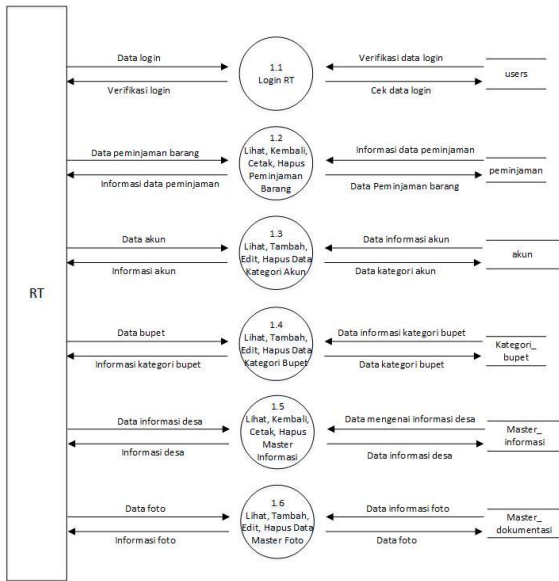 RT
Data login
Verifikasi login
1.1
Login RT
Verifikasi data login
Cek data login
users
Data peminjaman barang
Informasi data peminjaman
1.2
Lihat, Kembali,
Cetak, Hapus
Peminjaman
Barang
Informasi data peminjaman
Data Peminjaman barang
peminjaman
Data akun
Informasi akun
1.3
Lihat, Tambah,
Edit, Hapus Data
Kategori Akun
Data informasi akun
Data kategori akun
akun
Data bupet
Informasi kategori bupet
1.4
Lihat, Tambah,
Edit, Hapus Data
Kategori Bupet
Data informasi kategori bupet
Data kategori bupet
Kategori_
bupet
Data informasi desa
Informasi desa
1.5
Lihat, Kembali,
Cetak, Hapus
Master
Informasi
Data mengenai informasi desa
Data informasi desa
Master_
informasi
Data foto
Informasi foto
1.6
Lihat, Tambah,
Edit, Hapus Data
Master Foto
Data informasi foto
Data foto
Master_
dokumentasi